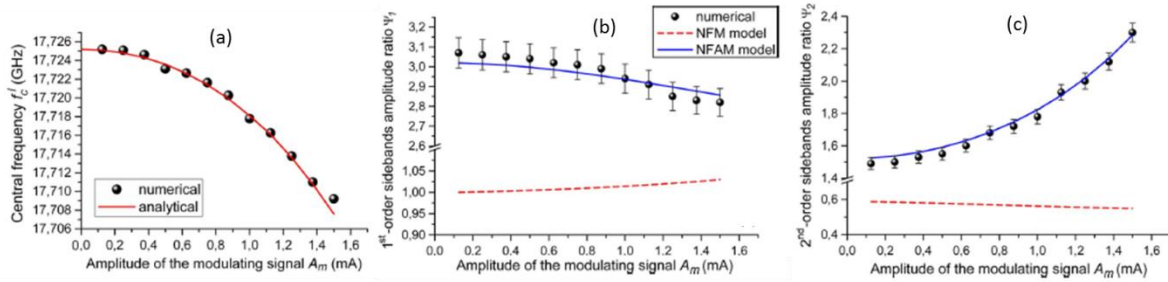 (a)
Central frequency f_c^I (GHz)
17,726
17,724
17,722
17,720
17,718
17,716
17,714
17,712
17,710
17,708
17,706
numerical
analytical
0,0 0,2 0,4 0,6 0,8 1,0 1,2 1,4 1,6
Amplitude of the modulating signal A_m (mA)
(b)
1st-order sidebands amplitude ratio Ψ₁
3,2
3,1
3,0
2,9
2,8
2,7
2,6
1,05
1,00
0,95
0,90
numerical
NFM model
NFAM model
0,0 0,2 0,4 0,6 0,8 1,0 1,2 1,4 1,6
Amplitude of the modulating signal A_m (mA)
(c)
2nd-order sidebands amplitude ratio Ψ₂
2,4
2,2
2,0
1,8
1,6
1,4
0,6
0,4
0,0 0,2 0,4 0,6 0,8 1,0 1,2 1,4 1,6
Amplitude of the modulating signal A_m (mA)